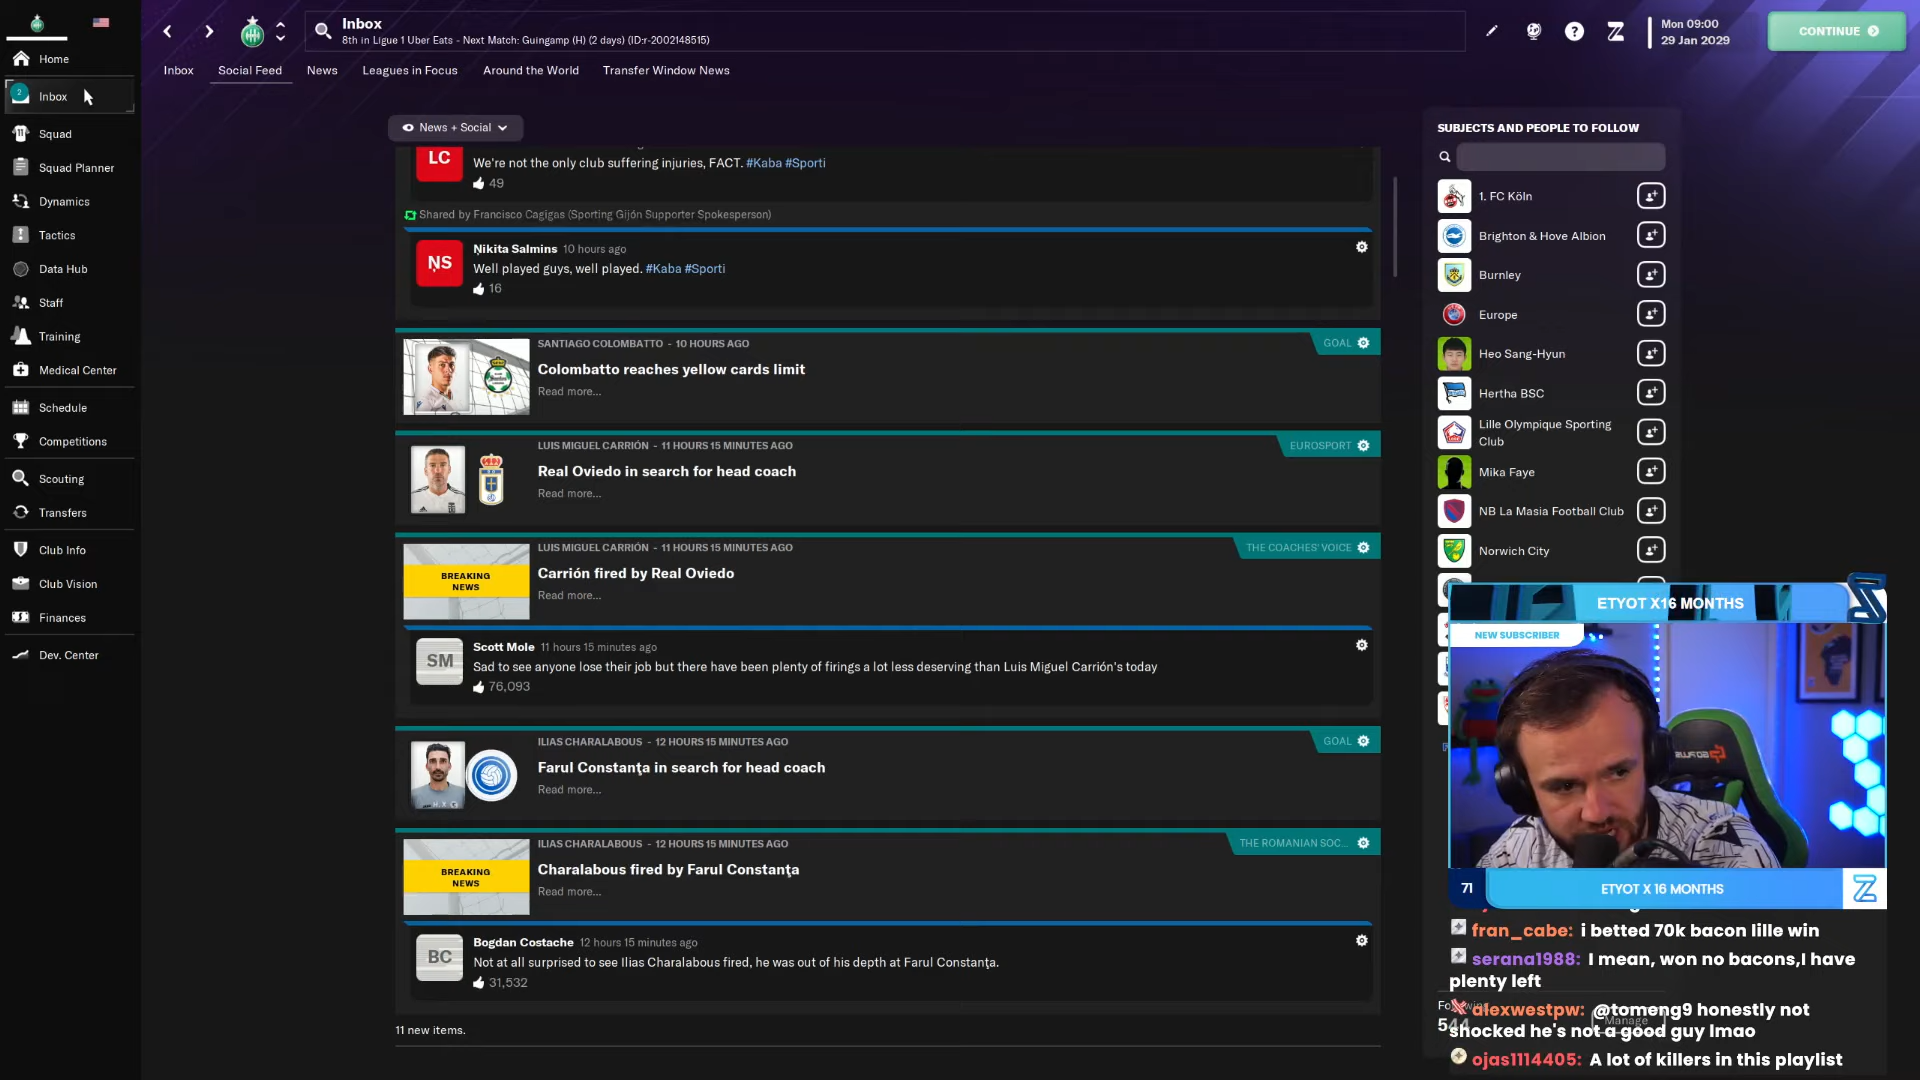 Inbox
8th in Ligue 1 Uber Eats - Next Match: Guingamp (H) (2 days) (ID:r-2002148515)
Mon 09:00
29 Jan 2029
CONTINUE
Inbox
Social Feed
News
Leagues in Focus
Around the World
Transfer Window News
Home
2
Inbox
Squad
Squad Planner
Dynamics
Tactics
Data Hub
Staff
Training
Medical Center
Schedule
Competitions
Scouting
Transfers
Club Info
Club Vision
Finances
Dev. Center
News + Social
LC
We're not the only club suffering injuries, FACT. #Kaba #Sporti
49
Shared by Francisco Cagigas (Sporting Gijón Supporter Spokesperson)
ŅS
Ņikita Salmins 10 hours ago
Well played guys, well played. #Kaba #Sporti
16
SANTIAGO COLOMBATTO - 10 HOURS AGO
GOAL
Colombatto reaches yellow cards limit
Read more...
LUIS MIGUEL CARRIÓN - 11 HOURS 15 MINUTES AGO
EUROSPORT
Real Oviedo in search for head coach
Read more...
LUIS MIGUEL CARRIÓN - 11 HOURS 15 MINUTES AGO
THE COACHES' VOICE
BREAKING
NEWS
Carrión fired by Real Oviedo
Read more...
SM
Scott Mole 11 hours 15 minutes ago
Sad to see anyone lose their job but there have been plenty of firings a lot less deserving than Luis Miguel Carrión's today
76,093
ILIAS CHARALABOUS - 12 HOURS 15 MINUTES AGO
GOAL
Farul Constanţa in search for head coach
Read more...
ILIAS CHARALABOUS - 12 HOURS 15 MINUTES AGO
THE ROMANIAN SOC...
BREAKING
NEWS
Charalabous fired by Farul Constanţa
Read more...
BC
Bogdan Costache 12 hours 15 minutes ago
Not at all surprised to see Ilias Charalabous fired, he was out of his depth at Farul Constanţa.
31,532
11 new items.
SUBJECTS AND PEOPLE TO FOLLOW
1. FC Köln
Brighton & Hove Albion
Burnley
Europe
Heo Sang-Hyun
Hertha BSC
Lille Olympique Sporting
Club
Mika Faye
NB La Masia Football Club
Norwich City
ETYOT X16 MONTHS
NEW SUBSCRIBER
71
ETYOT X 16 MONTHS
fran_cabe: i betted 70k bacon lille win
serana1988: I mean, won no bacons,I have
plenty left
alexwestpw: @tomeng9 honestly not
shocked he's not a good guy lmao
Manage
ojas1114405: A lot of killers in this playlist